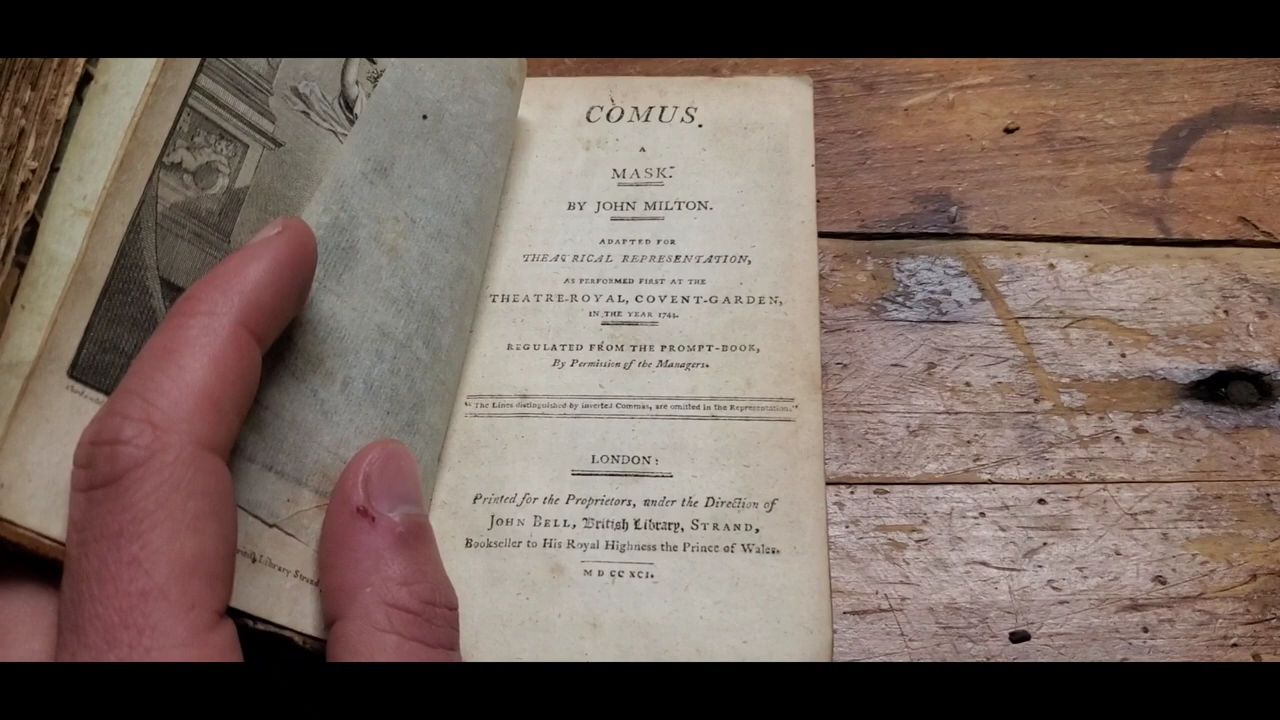 COMUS.
A
MASK.
BY JOHN MILTON.
ADAPTED FOR
THEATRICAL REPRESENTATION,
AS PERFORMED FIRST AT THE
THEATRE-ROYAL, COVENT-GARDEN,
IN THE YEAR 1744.
REGULATED FROM THE PROMPT-BOOK,
By Permission of the Managers.
"The Lines distinguished by inverted Commas, are omitted in the Representation."
LONDON:
Printed for the Proprietors, under the Direction of
JOHN BELL, British Library, STRAND,
Bookseller to His Royal Highness the Prince of Wales.
M DCC XCI.
Library Strand